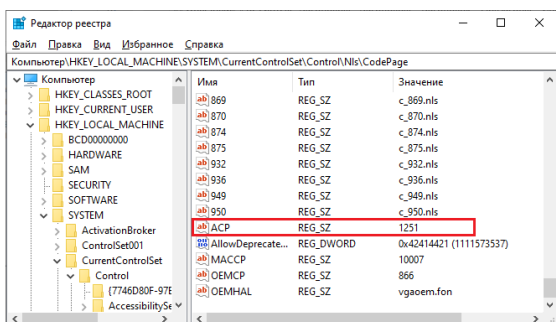 Редактор реестра
Файл Правка Вид Избранное Справка
Компьютер\HKEY_LOCAL_MACHINE\SYSTEM\CurrentControlSet\Control\Nls\CodePage
Компьютер
HKEY_CLASSES_ROOT
HKEY_CURRENT_USER
HKEY_LOCAL_MACHINE
BCD00000000
HARDWARE
SAM
SECURITY
SOFTWARE
SYSTEM
ActivationBroker
ControlSet001
CurrentControlSet
Control
{7746D80F-97E
AccessibilitySe
Имя Тип Значение
869 REG_SZ c_869.nls
870 REG_SZ c_870.nls
874 REG_SZ c_874.nls
875 REG_SZ c_875.nls
932 REG_SZ c_932.nls
936 REG_SZ c_936.nls
949 REG_SZ c_949.nls
950 REG_SZ c_950.nls
ACP REG_SZ 1251
AllowDeprecate... REG_DWORD 0x42414421 (1111573537)
MACCP REG_SZ 10007
OEMCP REG_SZ 866
OEMHAL REG_SZ vgaoem.fon